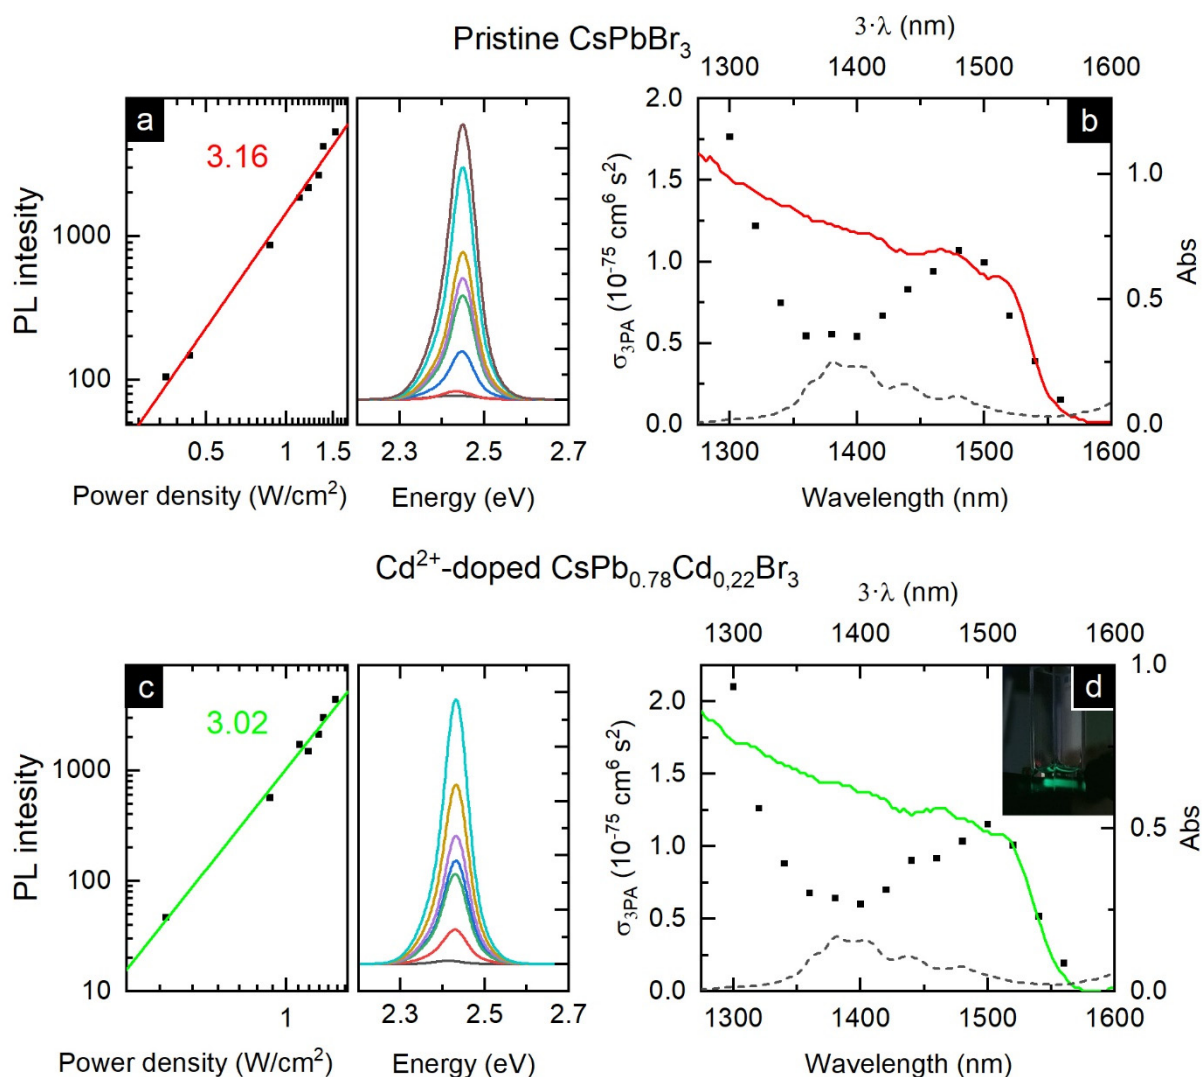 Pristine CsPbBr₃
3·λ (nm)
1300 1400 1500 1600
a
3.16
PL intesity
1000
100
0.5 1 1.5
Power density (W/cm²)
2.3 2.5 2.7
Energy (eV)
b
2.0
1.5
1.0
0.5
0.0
σ₃PA (10⁻⁷⁵ cm⁶ s²)
1.0
0.5
0.0
Abs
1300 1400 1500 1600
Wavelength (nm)
Cd²⁺-doped CsPb₀.₇₈Cd₀,₂₂Br₃
3·λ (nm)
1300 1400 1500 1600
c
3.02
PL intesity
1000
100
10
1
Power density (W/cm²)
2.3 2.5 2.7
Energy (eV)
d
2.0
1.5
1.0
0.5
0.0
σ₃PA (10⁻⁷⁵ cm⁶ s²)
1.0
0.5
0.0
Abs
1300 1400 1500 1600
Wavelength (nm)